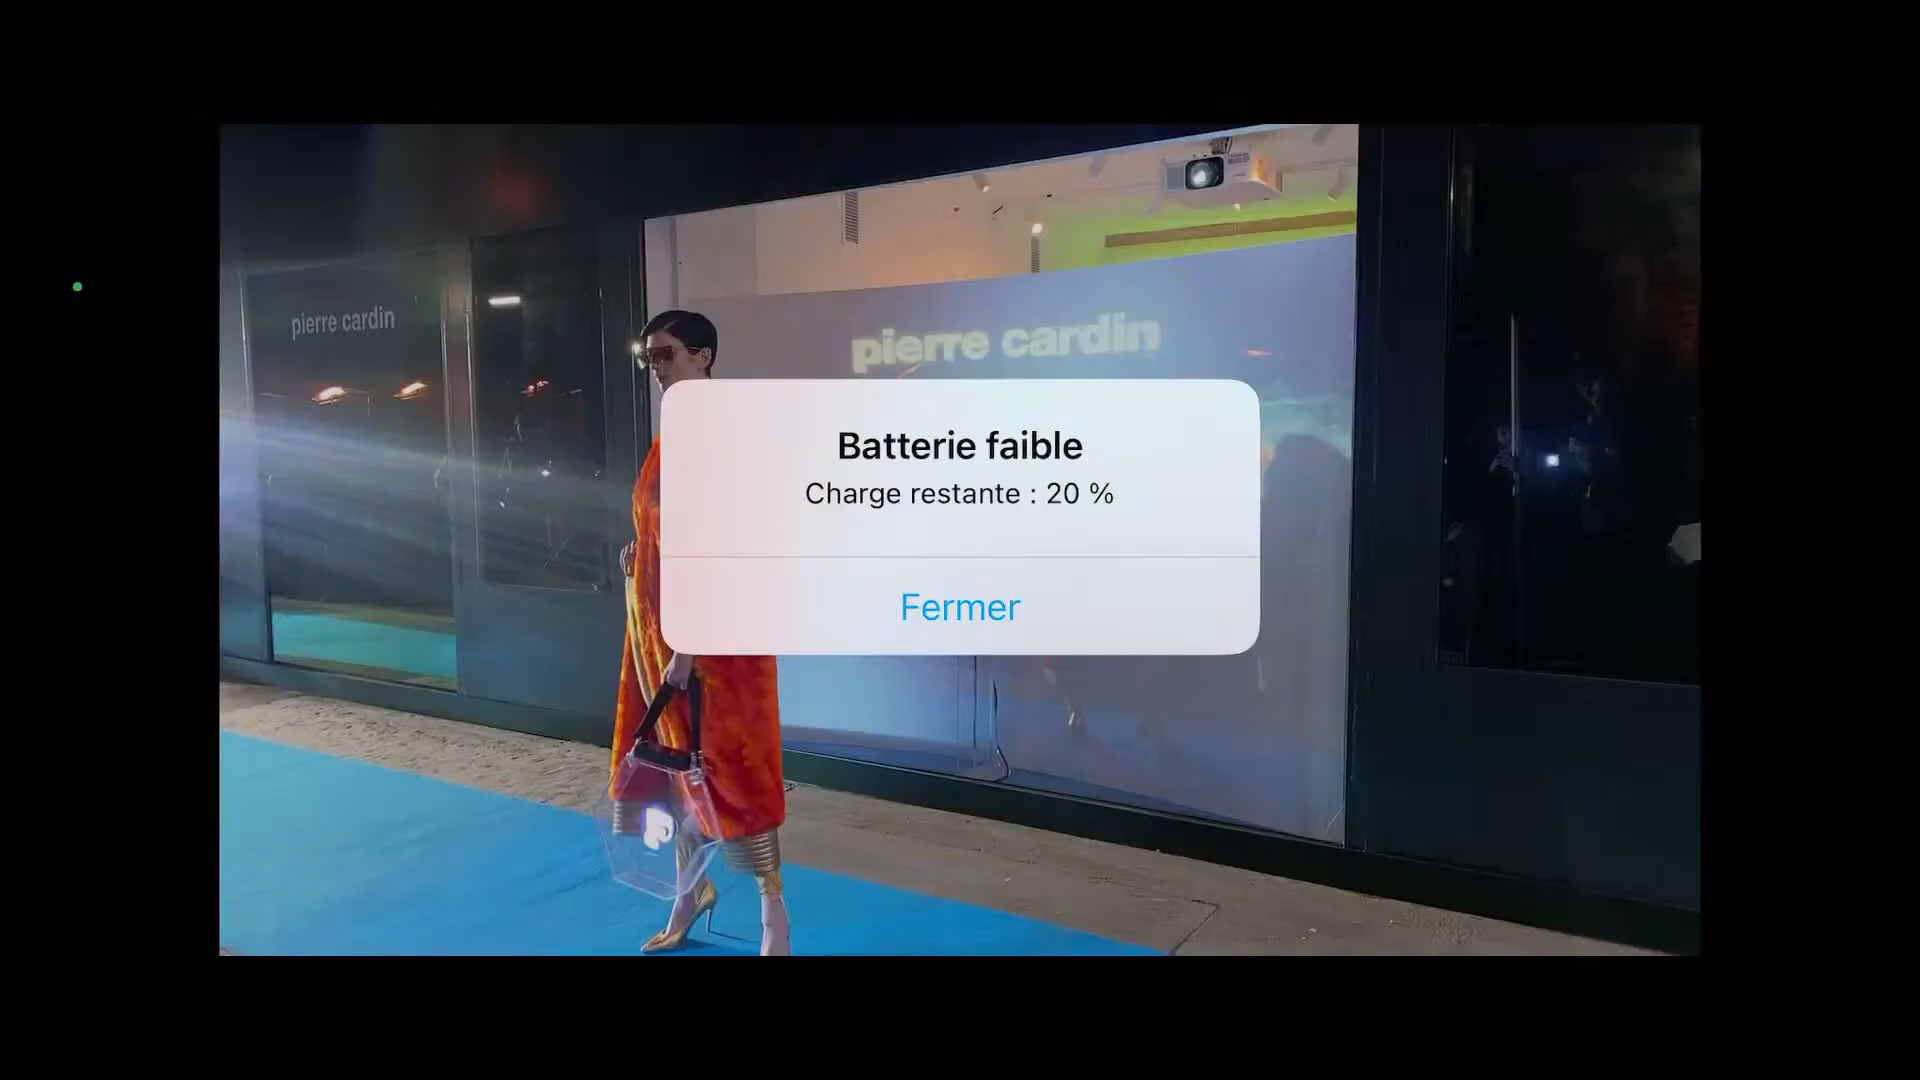 pierre cardin
pierre cardin
Batterie faible
Charge restante : 20 %
Fermer